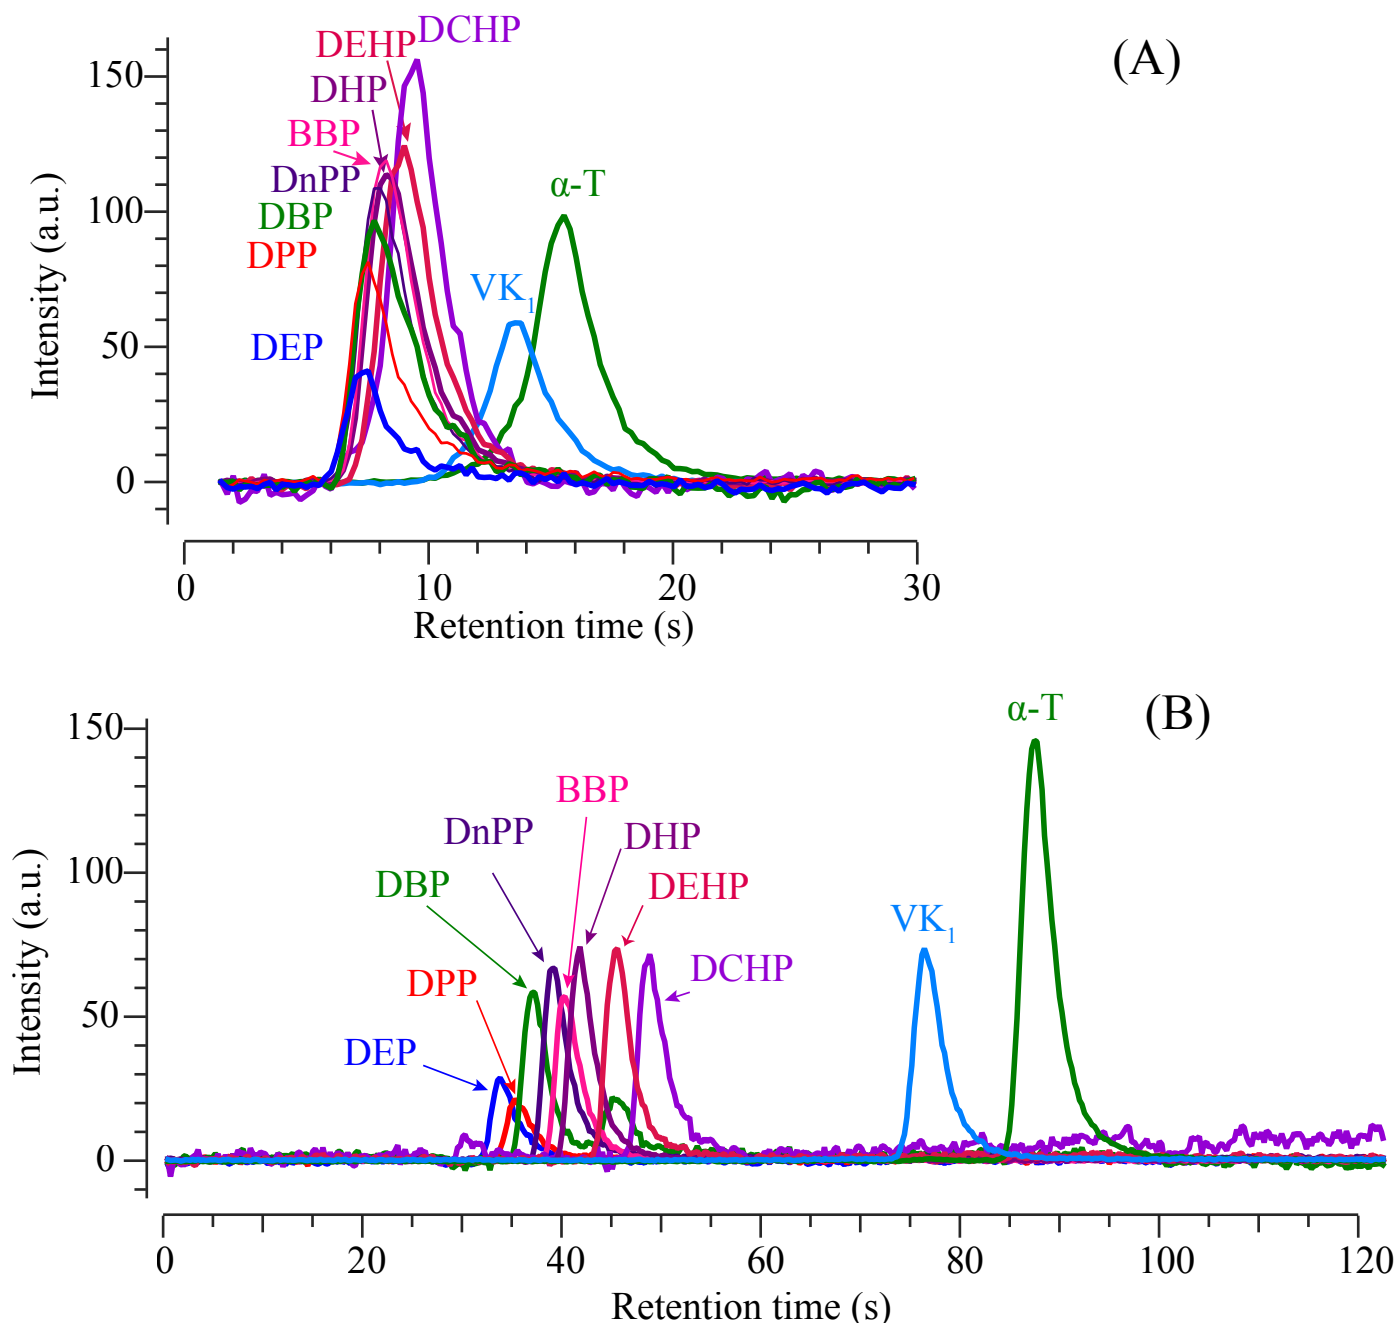 (A)
DEHP DCHP
DHP
BBP
DnPP
DBP
DPP
DEP
α-T
VK₁
150
100
50
0
Intensity (a.u.)
0 10 20 30
Retention time (s)
(B)
α-T
BBP
DnPP
DHP
DBP
DEHP
VK₁
DCHP
DPP
DEP
150
100
50
0
Intensity (a.u.)
0 20 40 60 80 100 120
Retention time (s)